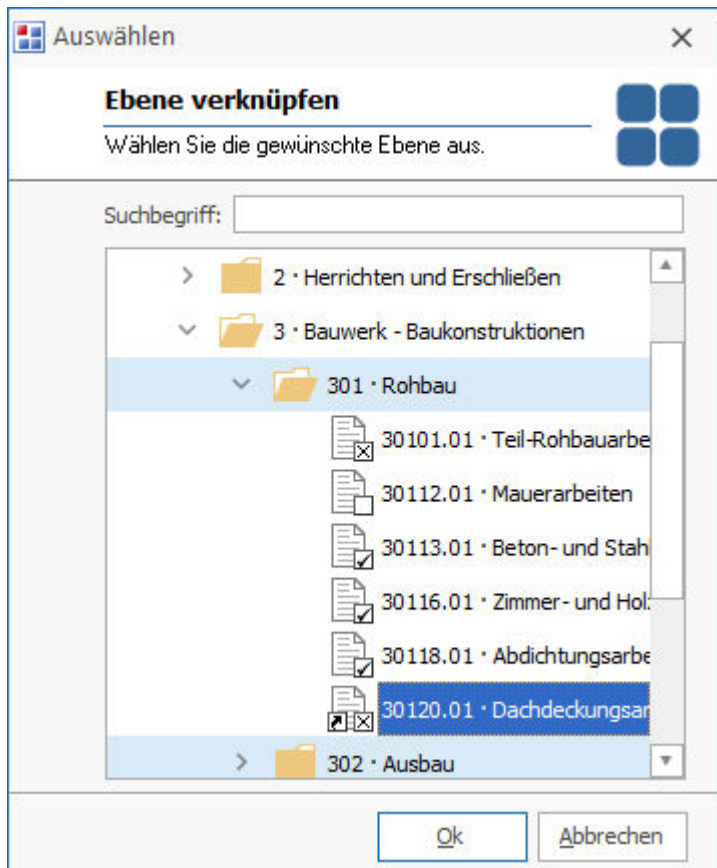 Auswählen
Ebene verknüpfen
Wählen Sie die gewünschte Ebene aus.
Suchbegriff:
2 · Herrichten und Erschließen
3 · Bauwerk - Baukonstruktionen
301 · Rohbau
30101.01 · Teil-Rohbauarbe
30112.01 · Mauerarbeiten
30113.01 · Beton- und Stahl
30116.01 · Zimmer- und Hol
30118.01 · Abdichtungsarbe
30120.01 · Dachdeckungsar
302 · Ausbau
Ok
Abbrechen